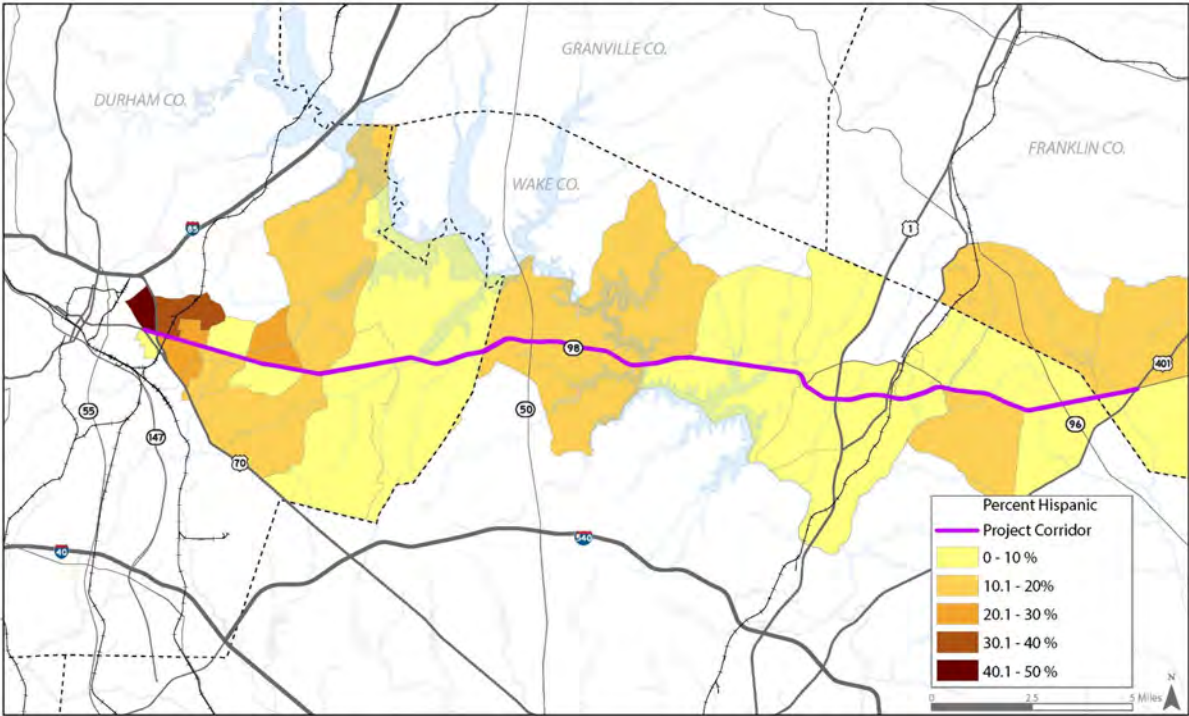 GRANVILLE CO.
DURHAM CO.
FRANKLIN CO.
WAKE CO.
1
85
98
401
50
55
96
147
70
40
540
Percent Hispanic
Project Corridor
0 - 10 %
10.1 - 20%
20.1 - 30 %
30.1 - 40 %
40.1 - 50 %
N
0 2.5 5 Miles